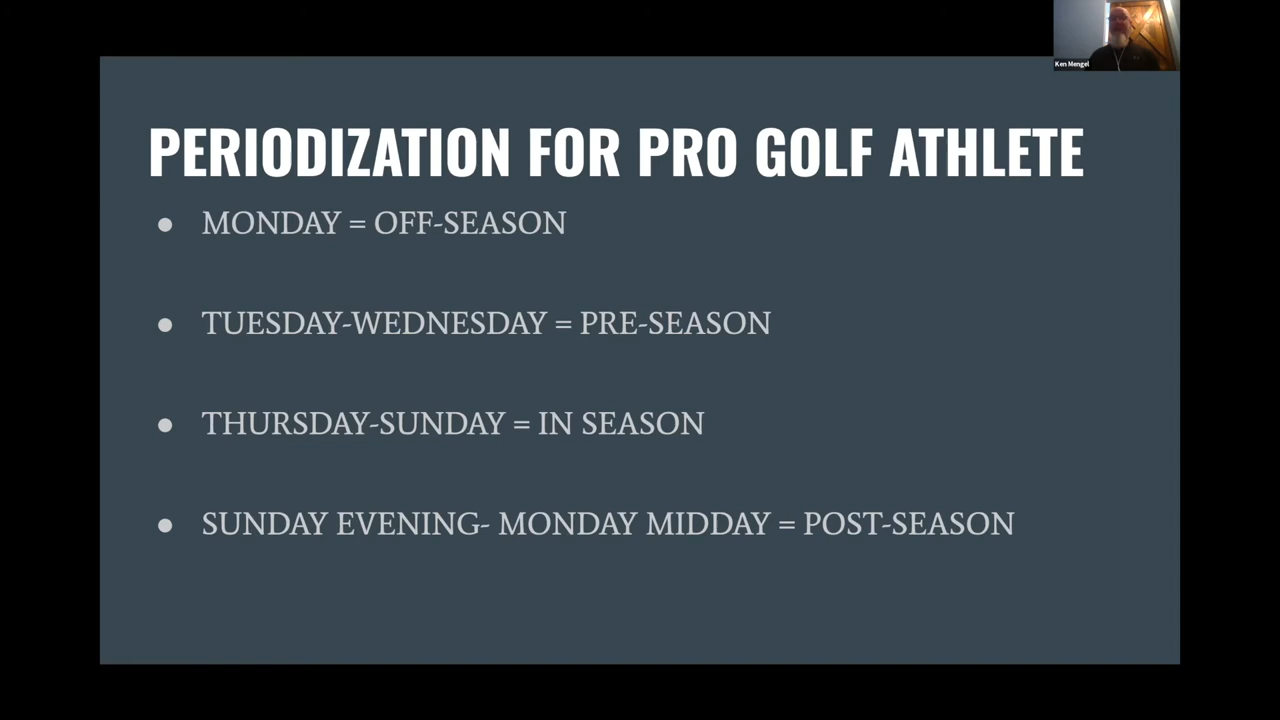 Ken Mengel
PERIODIZATION FOR PRO GOLF ATHLETE
● MONDAY = OFF-SEASON
● TUESDAY-WEDNESDAY = PRE-SEASON
● THURSDAY-SUNDAY = IN SEASON
● SUNDAY EVENING- MONDAY MIDDAY = POST-SEASON